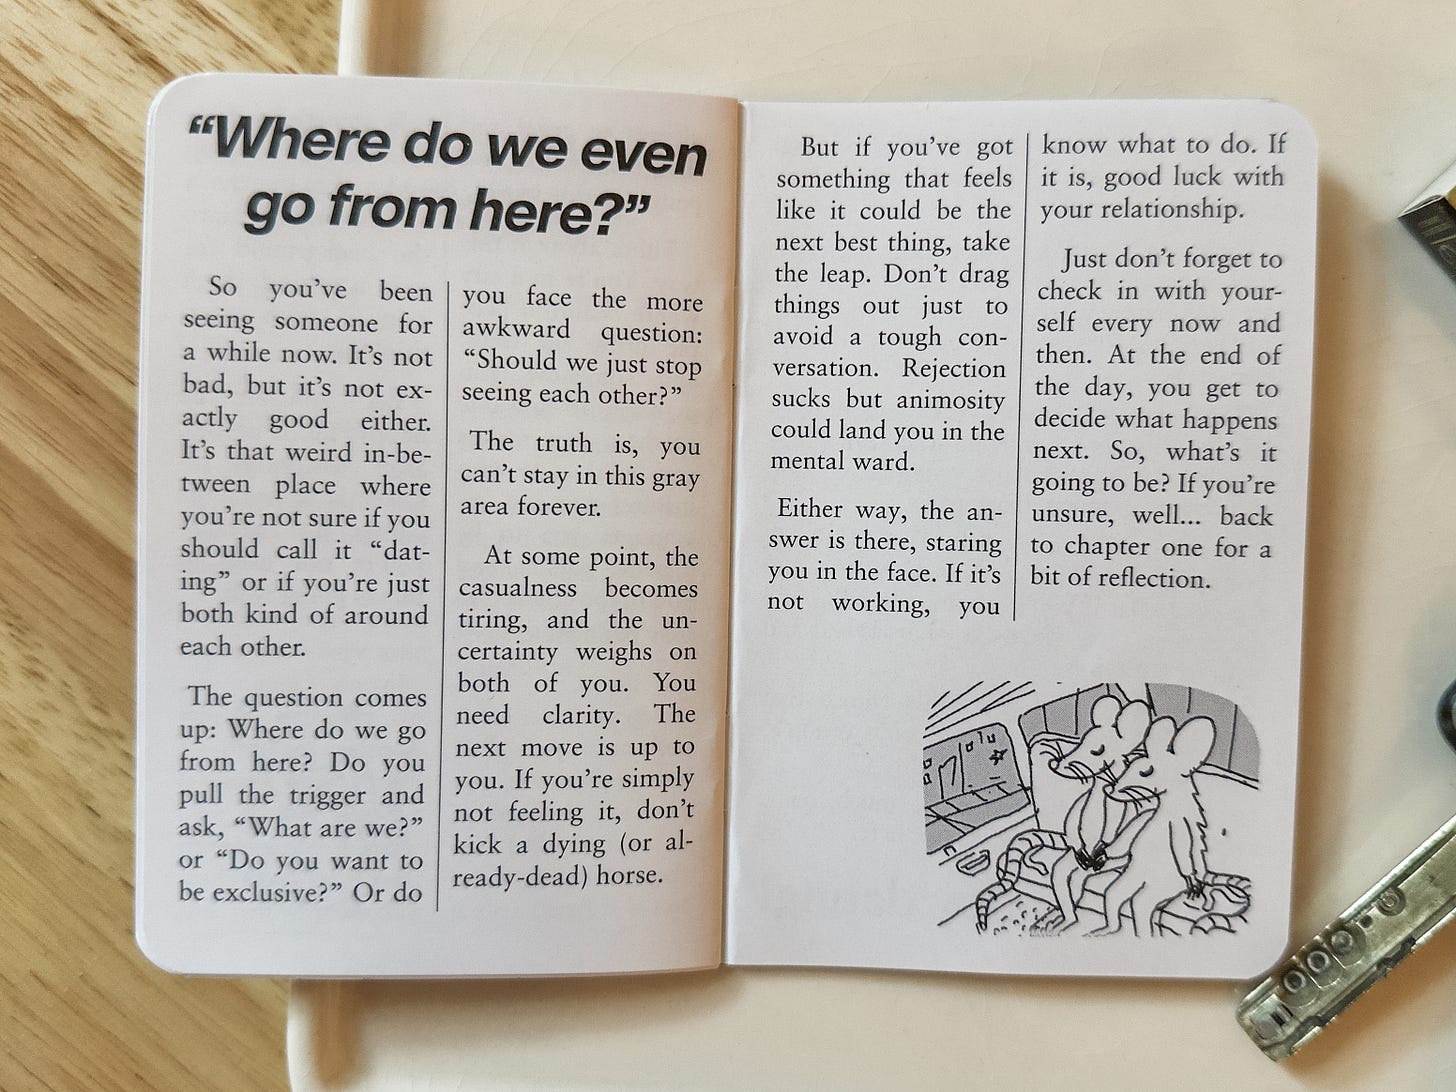 “Where do we even
go from here?”
So you’ve been
seeing someone for
a while now. It’s not
bad, but it’s not ex-
actly good either.
It’s that weird in-be-
tween place where
you’re not sure if you
should call it “dat-
ing” or if you’re just
both kind of around
each other.
The question comes
up: Where do we go
from here? Do you
pull the trigger and
ask, “What are we?”
or “Do you want to
be exclusive?” Or do
you face the more
awkward question:
“Should we just stop
seeing each other?”
The truth is, you
can’t stay in this gray
area forever.
At some point, the
casualness becomes
tiring, and the un-
certainty weighs on
both of you. You
need clarity. The
next move is up to
you. If you’re simply
not feeling it, don’t
kick a dying (or al-
ready-dead) horse.
But if you’ve got
something that feels
like it could be the
next best thing, take
the leap. Don’t drag
things out just to
avoid a tough con-
versation. Rejection
sucks but animosity
could land you in the
mental ward.
Either way, the an-
swer is there, staring
you in the face. If it’s
not working, you
know what to do. If
it is, good luck with
your relationship.
Just don’t forget to
check in with your-
self every now and
then. At the end of
the day, you get to
decide what happens
next. So, what’s it
going to be? If you’re
unsure, well... back
to chapter one for a
bit of reflection.